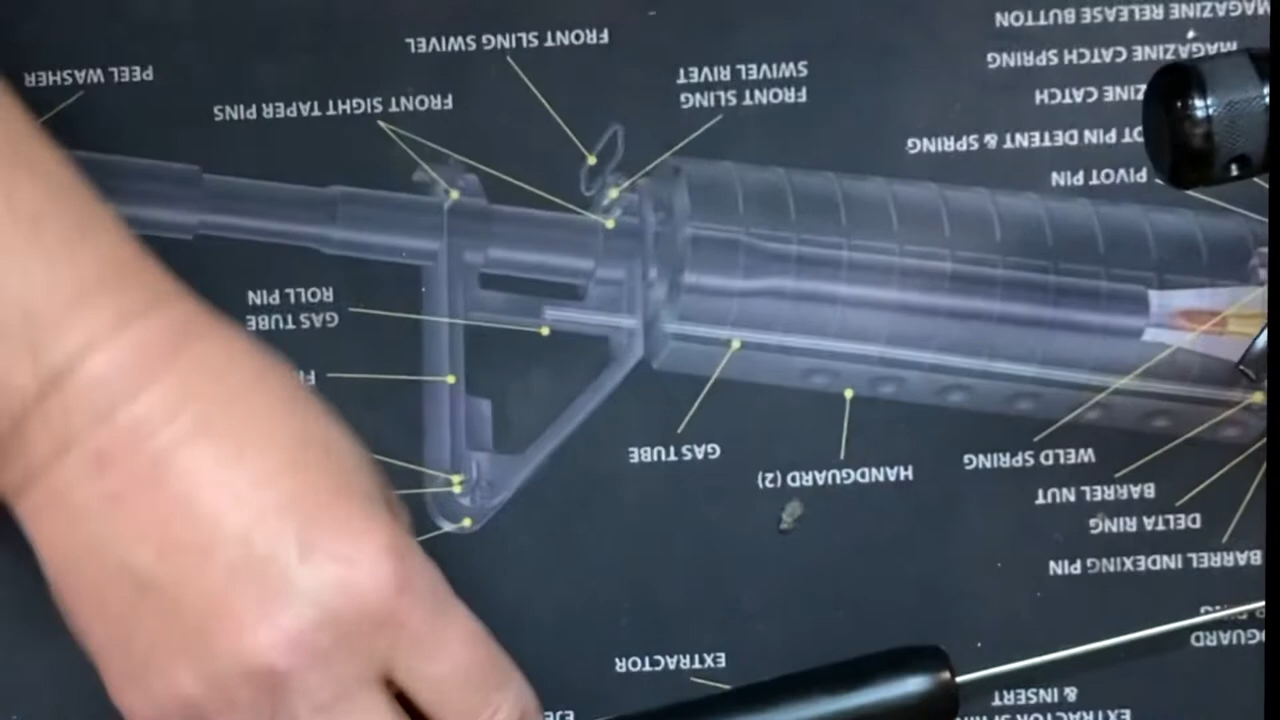 & INSERT
EXTRACTOR
BARREL INDEXING PIN
DELTA RING
BARREL NUT
WELD SPRING
HANDGUARD (2)
GAS TUBE
GAS TUBE
ROLL PIN
PIVOT PIN
PIN DETENT & SPRING
CATCH
MAGAZINE CATCH SPRING
MAGAZINE RELEASE BUTTON
FRONT SLING
SWIVEL RIVET
FRONT SIGHT TAPER PINS
FRONT SLING SWIVEL
PEEL WASHER